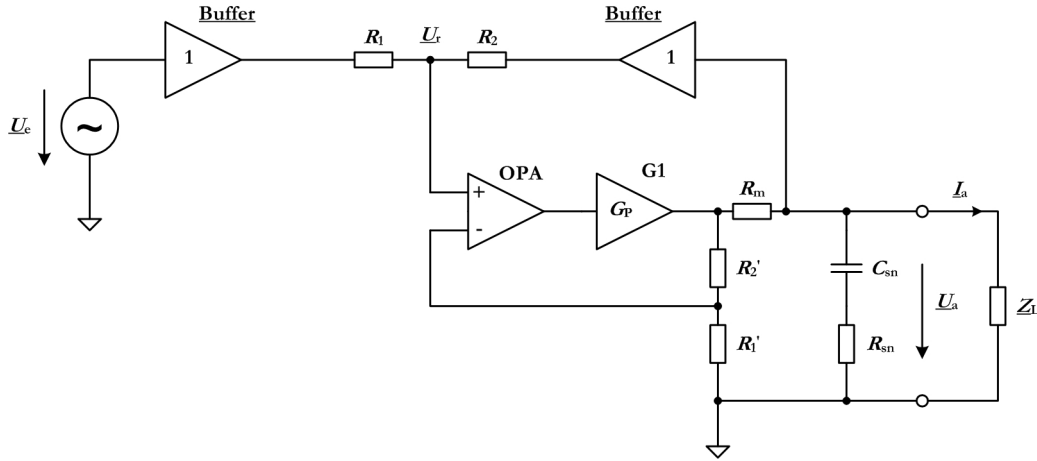 Buffer
Buffer
R1
Ur
R2
1
1
Ue
~
OPA
G1
+
-
GP
Rm
Ia
R2'
Csn
Ua
ZL
R1'
Rsn